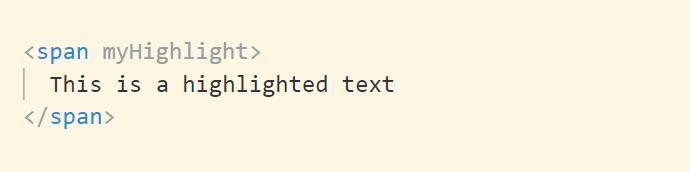 <span myHighlight>
This is a highlighted text
</span>